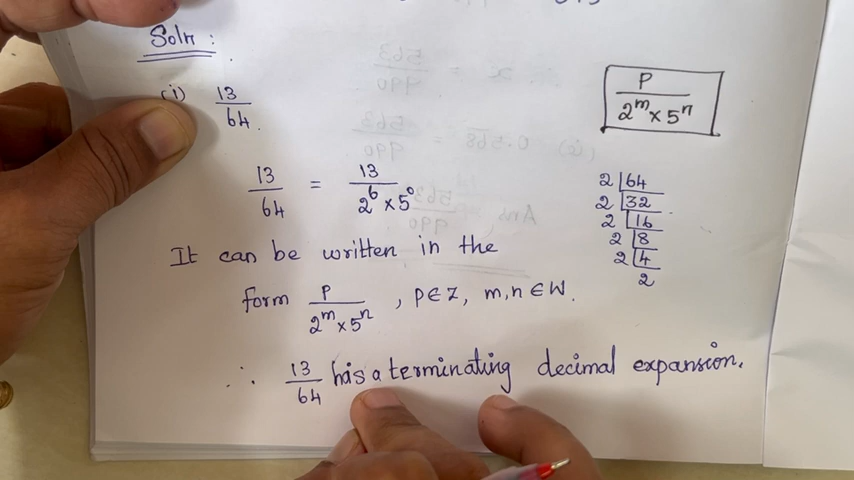 Soln :
(i) 13/64
P / 2^m × 5^n
13/64 = 13 / 2^6 × 5^0
2 | 64
2 | 32
2 | 16
2 | 8
2 | 4
2
It can be written in the
form P / 2^m × 5^n , P ∈ Z, m, n ∈ W.
∴ 13/64 has a terminating decimal expansion.